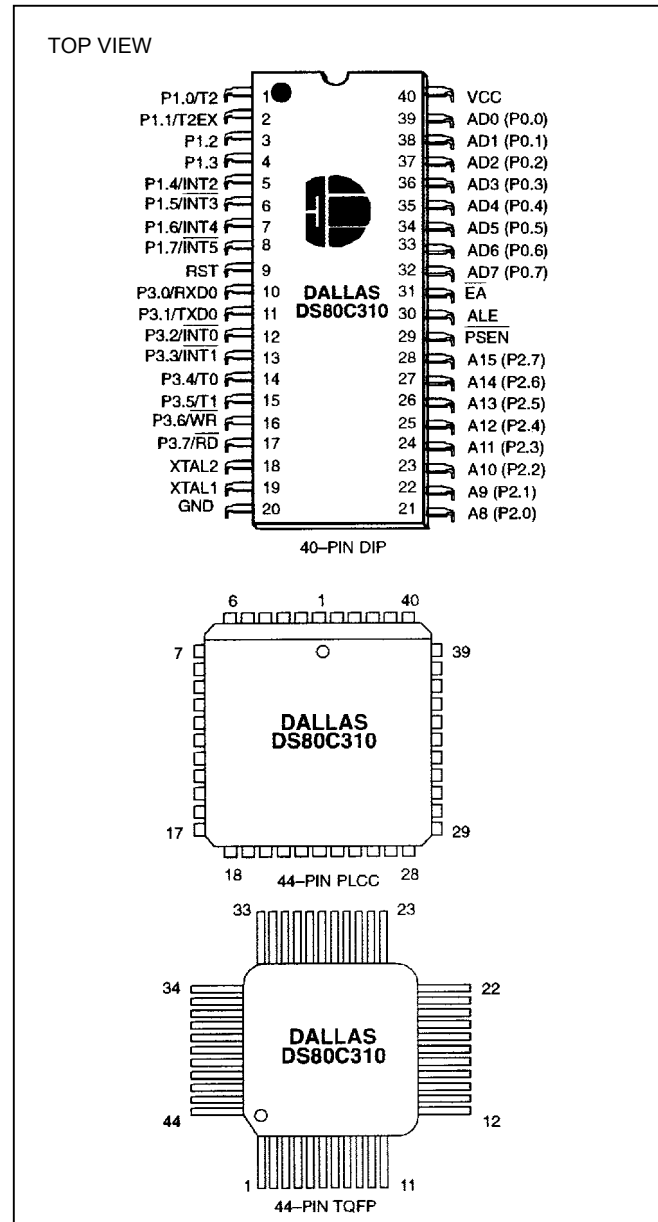 TOP VIEW
P1.0/T2 1 40 VCC
P1.1/T2EX 2 39 AD0 (P0.0)
P1.2 3 38 AD1 (P0.1)
P1.3 4 37 AD2 (P0.2)
P1.4/INT2 5 36 AD3 (P0.3)
P1.5/I̅N̅T̅3̅ 6 35 AD4 (P0.4)
P1.6/INT4 7 34 AD5 (P0.5)
P1.7/I̅N̅T̅5̅ 8 33 AD6 (P0.6)
RST 9 32 AD7 (P0.7)
P3.0/RXD0 10 31 E̅A̅
P3.1/TXD0 11 30 ALE
P3.2/I̅N̅T̅0̅ 12 29 P̅S̅E̅N̅
P3.3/I̅N̅T̅1̅ 13 28 A15 (P2.7)
P3.4/T0 14 27 A14 (P2.6)
P3.5/T1 15 26 A13 (P2.5)
P3.6/W̅R̅ 16 25 A12 (P2.4)
P3.7/R̅D̅ 17 24 A11 (P2.3)
XTAL2 18 23 A10 (P2.2)
XTAL1 19 22 A9 (P2.1)
GND 20 21 A8 (P2.0)
DALLAS
DS80C310
40–PIN DIP
6 1 40
7 39
DALLAS
DS80C310
17 29
18 28
44–PIN PLCC
33 23
34 22
DALLAS
DS80C310
44 12
1 11
44–PIN TQFP